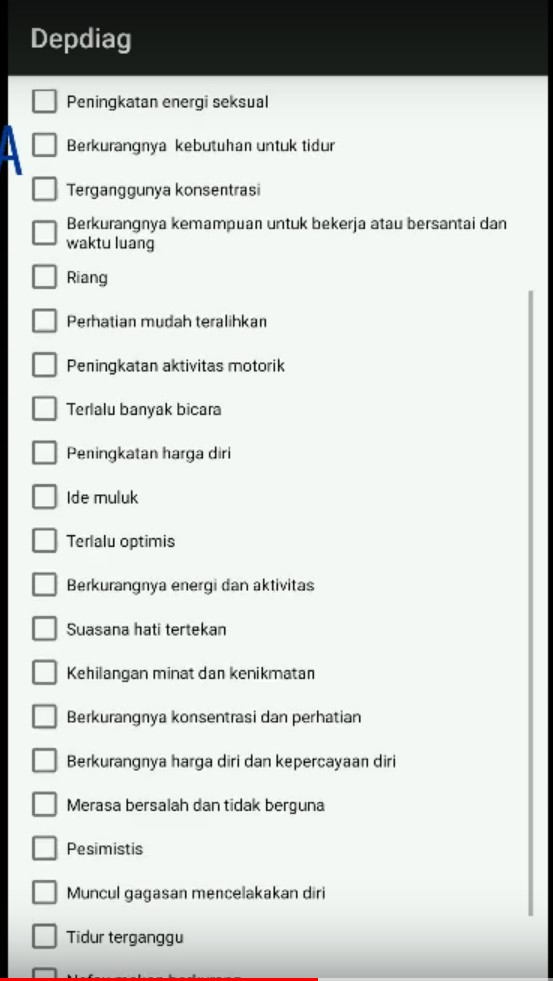 Depdiag
Peningkatan energi seksual
A
Berkurangnya kebutuhan untuk tidur
Terganggunya konsentrasi
Berkurangnya kemampuan untuk bekerja atau bersantai dan
waktu luang
Riang
Perhatian mudah teralihkan
Peningkatan aktivitas motorik
Terlalu banyak bicara
Peningkatan harga diri
Ide muluk
Terlalu optimis
Berkurangnya energi dan aktivitas
Suasana hati tertekan
Kehilangan minat dan kenikmatan
Berkurangnya konsentrasi dan perhatian
Berkurangnya harga diri dan kepercayaan diri
Merasa bersalah dan tidak berguna
Pesimistis
Muncul gagasan mencelakakan diri
Tidur terganggu